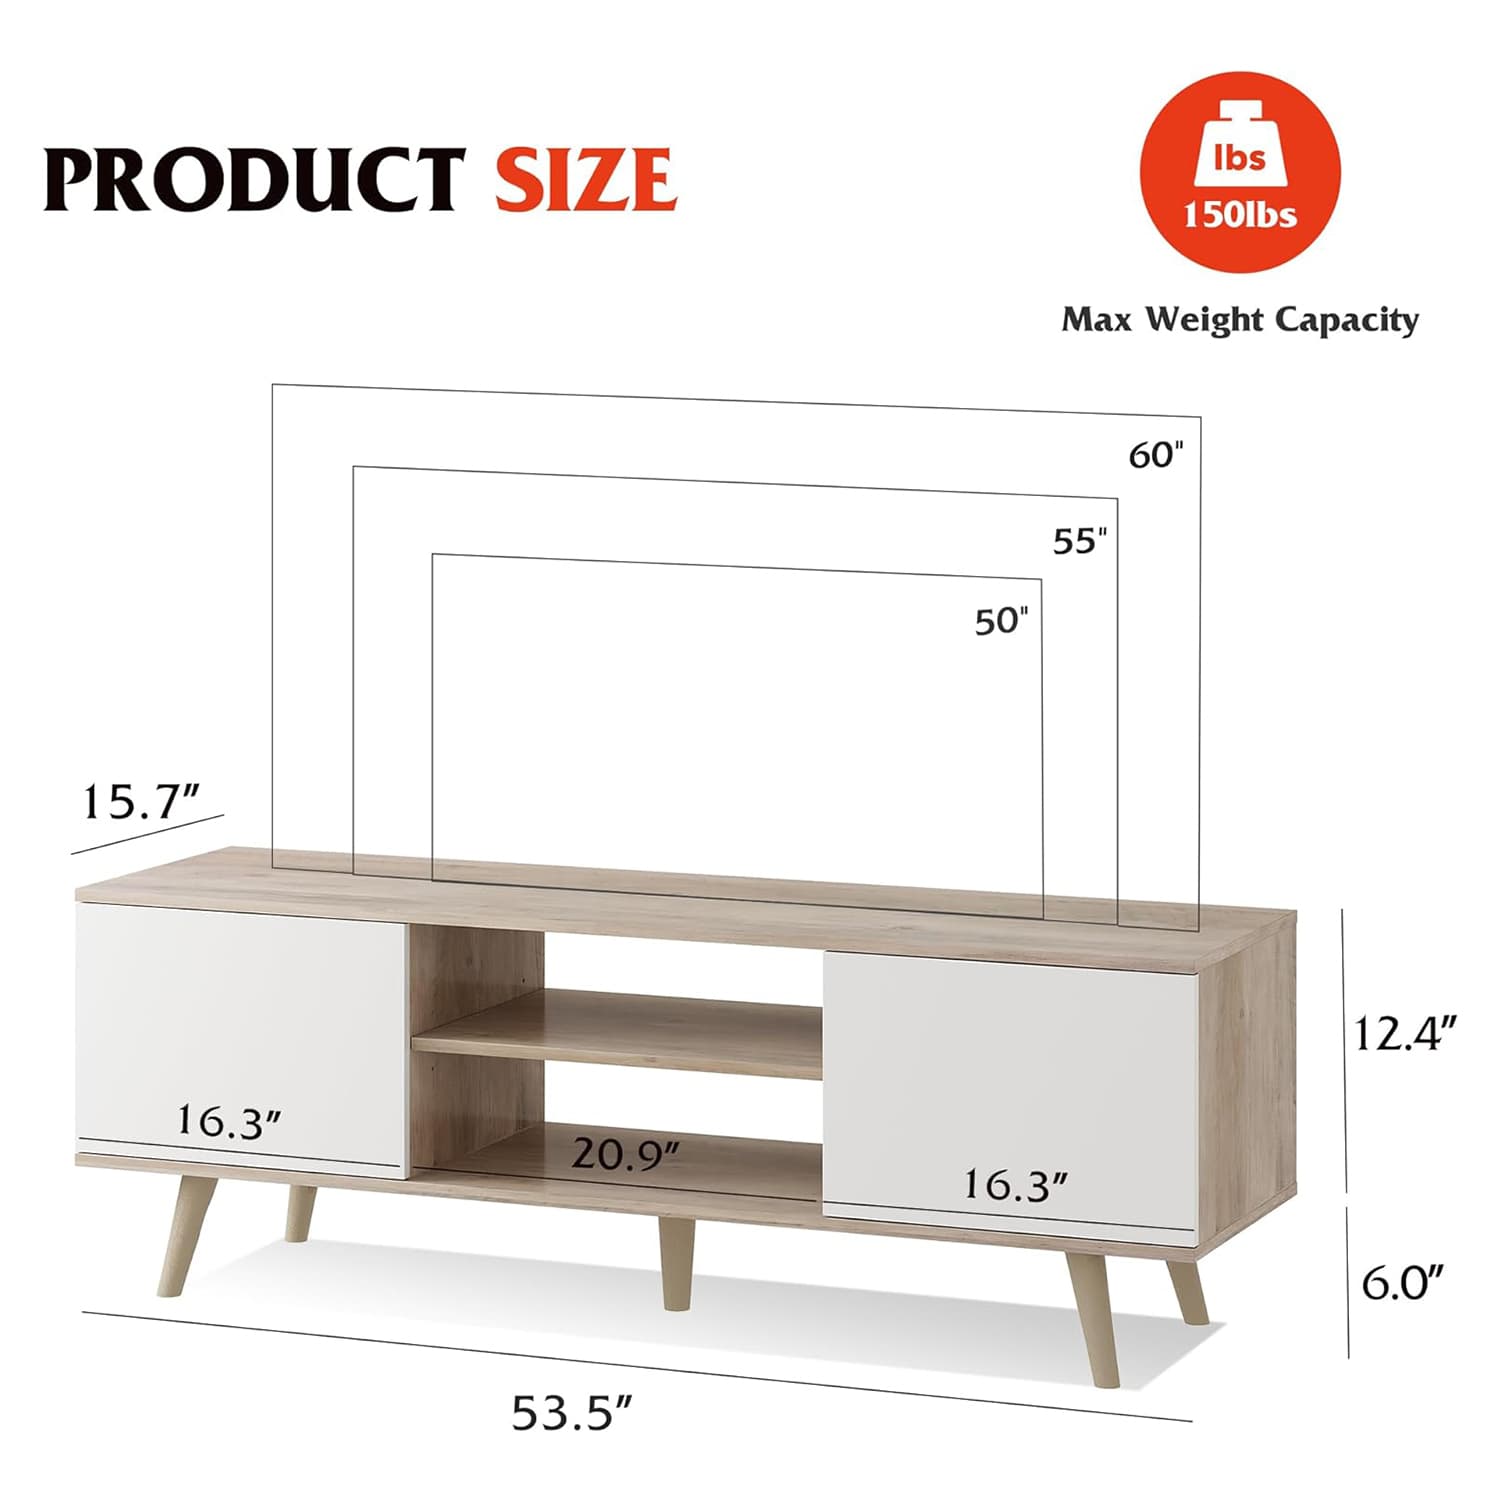 PRODUCT SIZE
lbs
150lbs
Max Weight Capacity
60"
55"
50"
15.7"
12.4"
16.3"
20.9"
16.3"
6.0"
53.5"